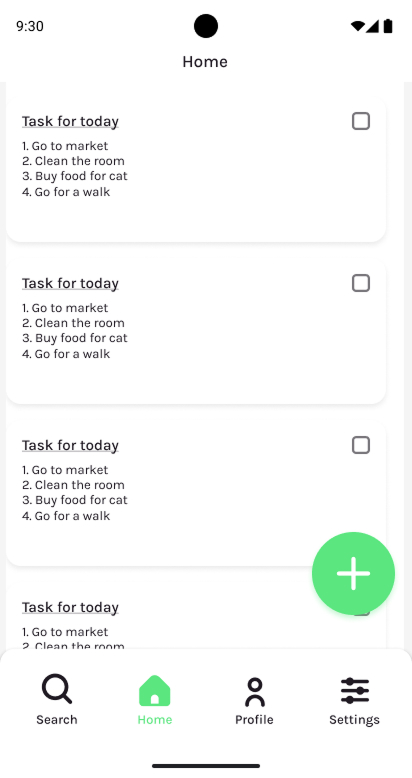 9:30
Home
Task for today
1. Go to market
2. Clean the room
3. Buy food for cat
4. Go for a walk
Task for today
1. Go to market
2. Clean the room
3. Buy food for cat
4. Go for a walk
Task for today
1. Go to market
2. Clean the room
3. Buy food for cat
4. Go for a walk
Task for today
1. Go to market
2. Clean the room
Search Home Profile Settings